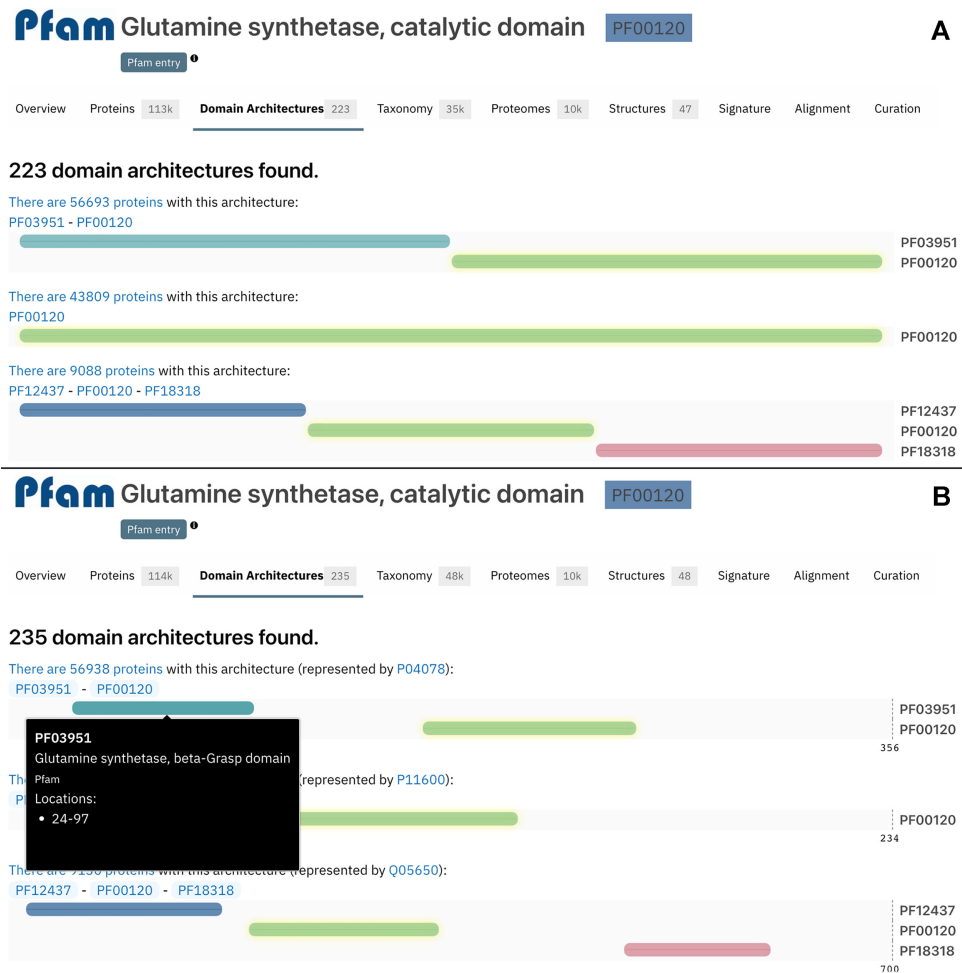 Pfam Glutamine synthetase, catalytic domain PF00120 A
Pfam entry
Overview Proteins 113k Domain Architectures 223 Taxonomy 35k Proteomes 10k Structures 47 Signature Alignment Curation
223 domain architectures found.
There are 56693 proteins with this architecture:
PF03951 - PF00120
PF03951
PF00120
There are 43809 proteins with this architecture:
PF00120
PF00120
There are 9088 proteins with this architecture:
PF12437 - PF00120 - PF18318
PF12437
PF00120
PF18318
Pfam Glutamine synthetase, catalytic domain PF00120 B
Pfam entry
Overview Proteins 114k Domain Architectures 235 Taxonomy 48k Proteomes 10k Structures 48 Signature Alignment Curation
235 domain architectures found.
There are 56938 proteins with this architecture (represented by P04078):
PF03951 - PF00120
PF03951
PF00120
356
PF03951
Glutamine synthetase, beta-Grasp domain
Pfam
Locations:
• 24-97
(represented by P11600):
PF00120
234
(represented by Q05650):
PF12437 - PF00120 - PF18318
PF12437
PF00120
PF18318
700